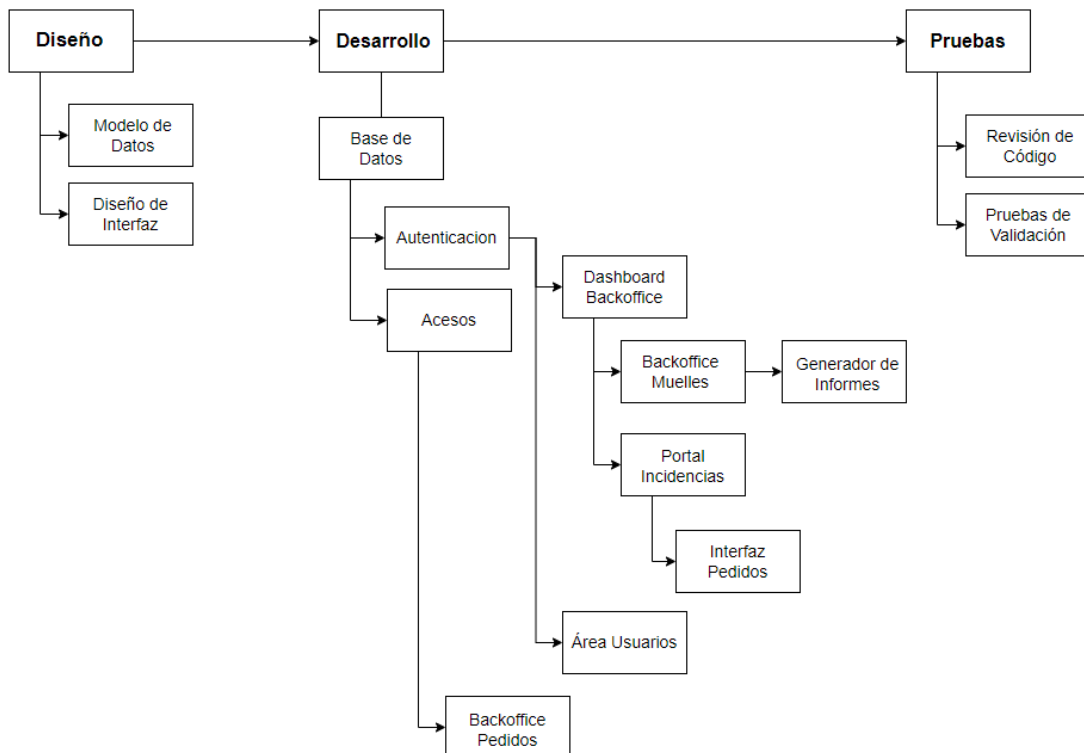 Diseño
Desarrollo
Pruebas
Modelo de
Datos
Diseño de
Interfaz
Base de
Datos
Autenticacion
Acesos
Dashboard
Backoffice
Backoffice
Muelles
Generador de
Informes
Portal
Incidencias
Interfaz
Pedidos
Área Usuarios
Backoffice
Pedidos
Revisión de
Código
Pruebas de
Validación